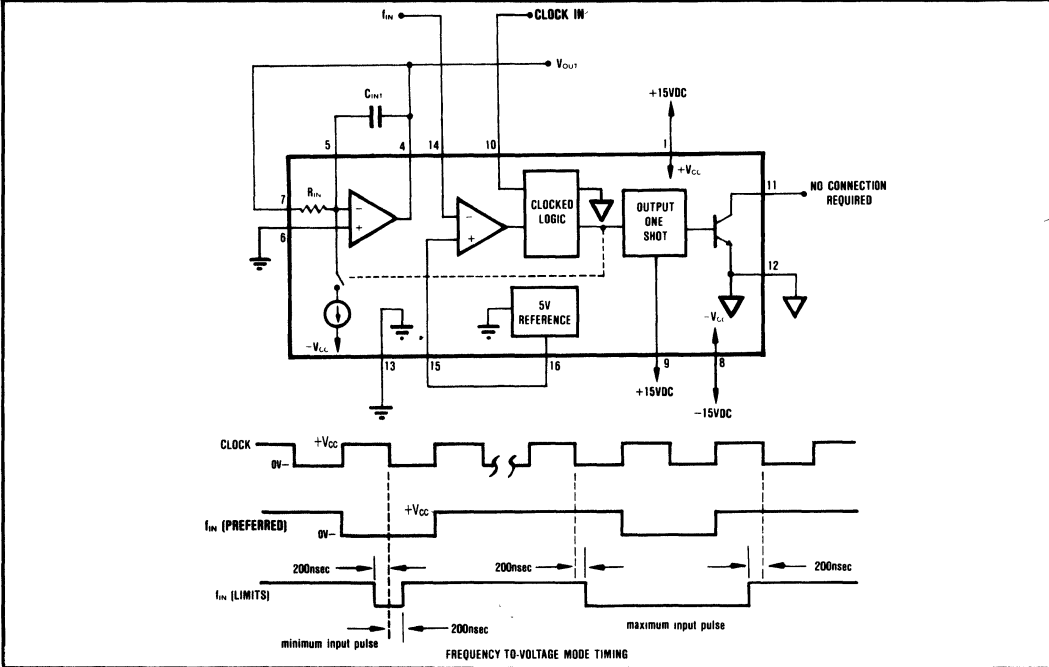 fIN
CLOCK IN
VOUT
CINT
+15VDC
5
4
14
10
1
+VCL
11
NO CONNECTION
REQUIRED
7
RIN
−
+
6
−
+
CLOCKED
LOGIC
OUTPUT
ONE
SHOT
12
5V
REFERENCE
−VCC
−VCL
13
15
16
9
8
+15VDC
−15VDC
CLOCK
+VCC
0V−
fIN (PREFERRED)
+VCC
0V−
200nsec
200nsec
200nsec
fIN (LIMITS)
200nsec
minimum input pulse
maximum input pulse
FREQUENCY TO-VOLTAGE MODE TIMING